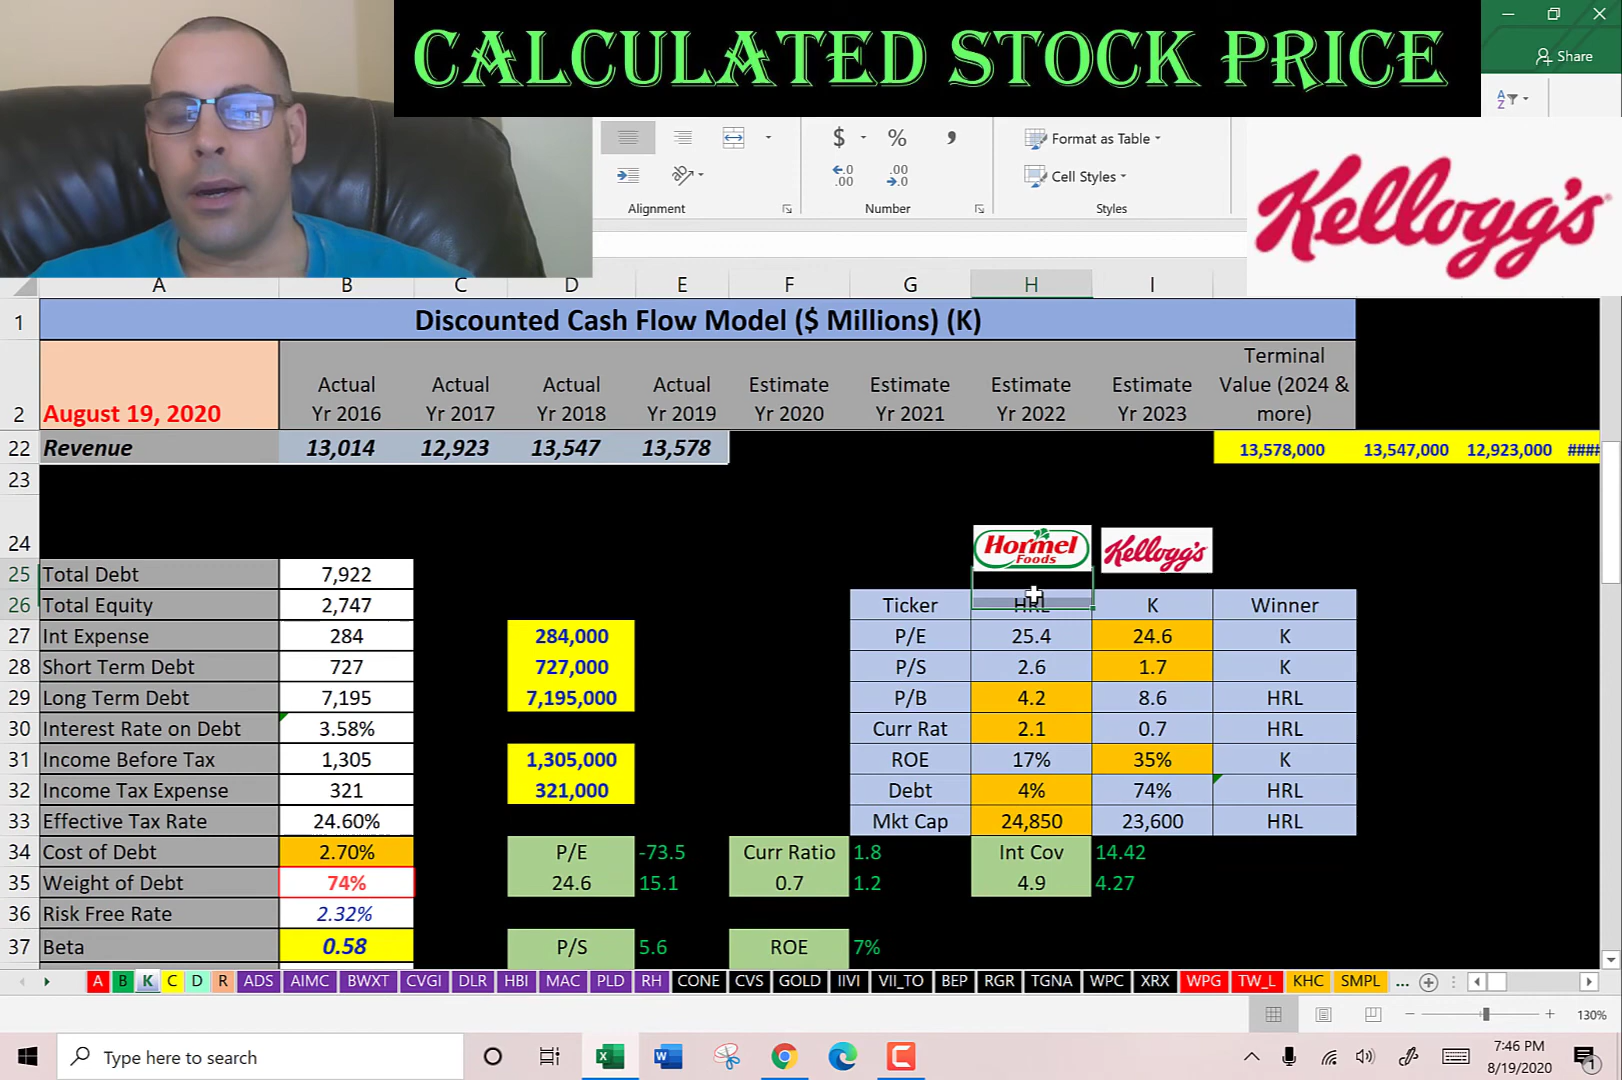 CALCULATED STOCK PRICE
Share
Format as Table
Cell Styles
Alignment
Number
Styles
$ % ,
Kellogg's
A B C D E F G H I
1 Discounted Cash Flow Model ($ Millions) (K)
2 August 19, 2020 Actual Yr 2016 Actual Yr 2017 Actual Yr 2018 Actual Yr 2019 Estimate Yr 2020 Estimate Yr 2021 Estimate Yr 2022 Estimate Yr 2023 Terminal Value (2024 & more)
22 Revenue 13,014 12,923 13,547 13,578 13,578,000 13,547,000 12,923,000 ####
23
24 Hormel Foods Kellogg's
25 Total Debt 7,922
26 Total Equity 2,747 Ticker HRL K Winner
27 Int Expense 284 284,000 P/E 25.4 24.6 K
28 Short Term Debt 727 727,000 P/S 2.6 1.7 K
29 Long Term Debt 7,195 7,195,000 P/B 4.2 8.6 HRL
30 Interest Rate on Debt 3.58% Curr Rat 2.1 0.7 HRL
31 Income Before Tax 1,305 1,305,000 ROE 17% 35% K
32 Income Tax Expense 321 321,000 Debt 4% 74% HRL
33 Effective Tax Rate 24.60% Mkt Cap 24,850 23,600 HRL
34 Cost of Debt 2.70% P/E -73.5 Curr Ratio 1.8 Int Cov 14.42
35 Weight of Debt 74% 24.6 15.1 0.7 1.2 4.9 4.27
36 Risk Free Rate 2.32%
37 Beta 0.58 P/S 5.6 ROE 7%
A B K C D R ADS AIMC BWXT CVGI DLR HBI MAC PLD RH CONE CVS GOLD IIVI VII_TO BEP RGR TGNA WPC XRX WPG TW_L KHC SMPL ...
130%
Type here to search
7:46 PM
8/19/2020